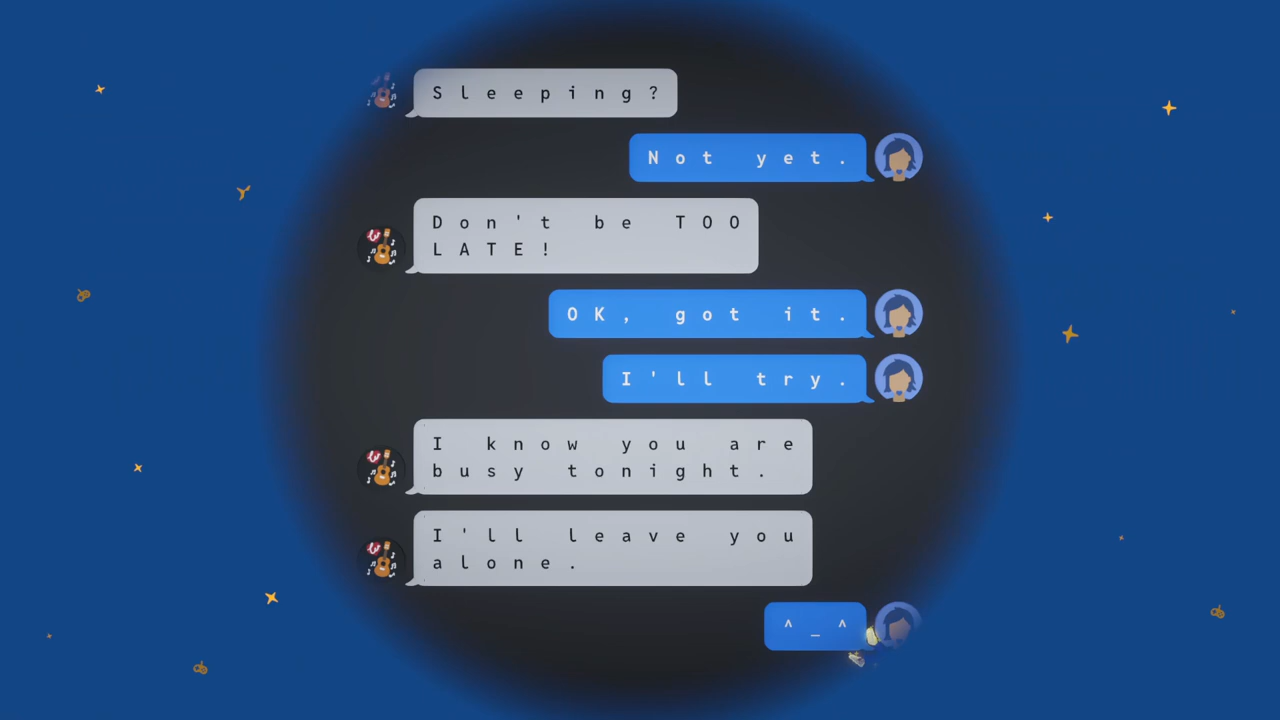 Sleeping?
Not yet.
Don't be TOO
LATE!
OK, got it.
I'll try.
I know you are
busy tonight.
I'll leave you
alone.
^_^